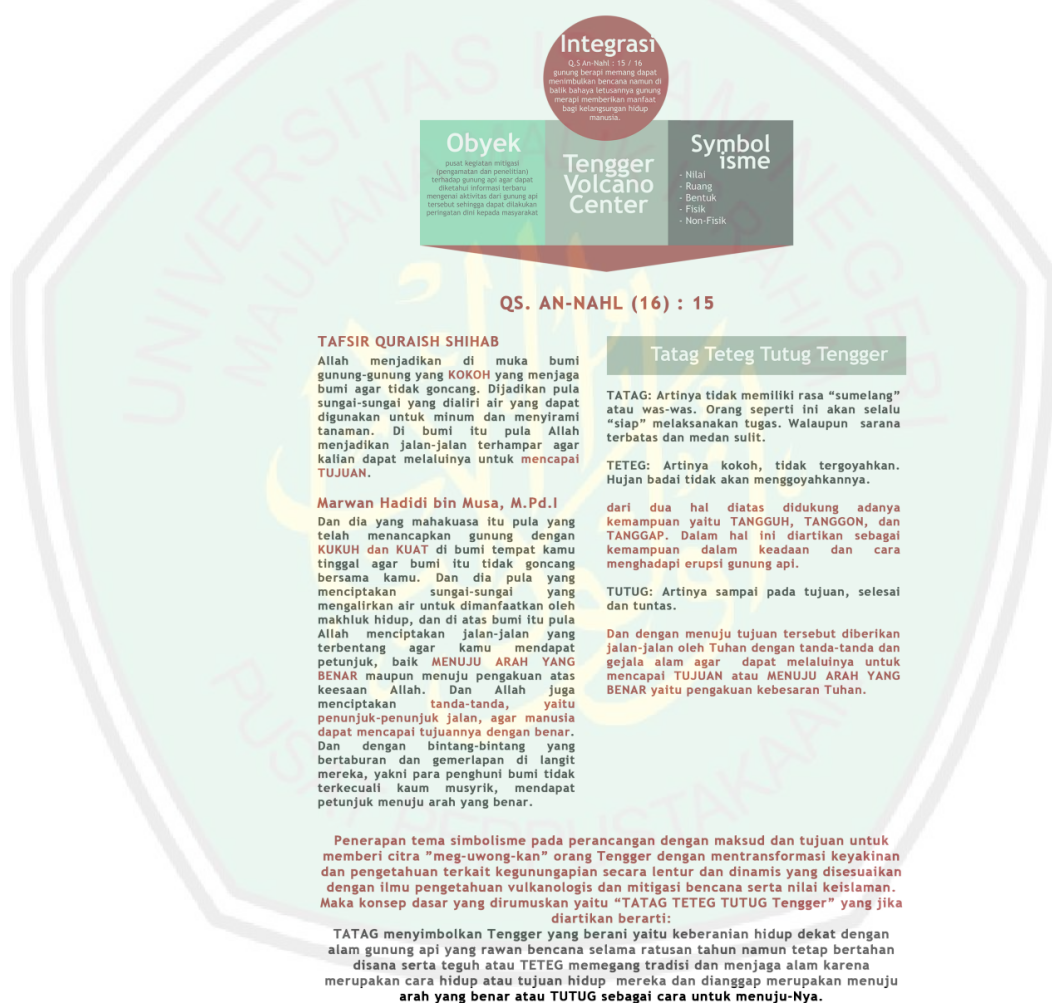 Integrasi
Q.S An-Nahl : 15 / 16
gunung berapi memang dapat
menimbulkan bencana namun di
balik bahaya letusannya gunung
merapi memberikan manfaat
bagi kelangsungan hidup
manusia.
Obyek
pusat kegiatan mitigasi
(pengamatan dan penelitian)
terhadap gunung api agar dapat
diketahui informasi terbaru
mengenai aktivitas dari gunung api
tersebut sehingga dapat dilakukan
peringatan dini kepada masyarakat
Tengger
Volcano
Center
Symbol
isme
- Nilai
- Ruang
- Bentuk
- Fisik
- Non-Fisik
QS. AN-NAHL (16) : 15
TAFSIR QURAISH SHIHAB
Allah menjadikan di muka bumi
gunung-gunung yang KOKOH yang menjaga
bumi agar tidak goncang. Dijadikan pula
sungai-sungai yang dialiri air yang dapat
digunakan untuk minum dan menyirami
tanaman. Di bumi itu pula Allah
menjadikan jalan-jalan terhampar agar
kalian dapat melaluinya untuk mencapai
TUJUAN.
Marwan Hadidi bin Musa, M.Pd.I
Dan dia yang mahakuasa itu pula yang
telah menancapkan gunung dengan
KUKUH dan KUAT di bumi tempat kamu
tinggal agar bumi itu tidak goncang
bersama kamu. Dan dia pula yang
menciptakan sungai-sungai yang
mengalirkan air untuk dimanfaatkan oleh
makhluk hidup, dan di atas bumi itu pula
Allah menciptakan jalan-jalan yang
terbentang agar kamu mendapat
petunjuk, baik MENUJU ARAH YANG
BENAR maupun menuju pengakuan atas
keesaan Allah. Dan Allah juga
menciptakan tanda-tanda, yaitu
penunjuk-penunjuk jalan, agar manusia
dapat mencapai tujuannya dengan benar.
Dan dengan bintang-bintang yang
bertaburan dan gemerlapan di langit
mereka, yakni para penghuni bumi tidak
terkecuali kaum musyrik, mendapat
petunjuk menuju arah yang benar.
Tatag Teteg Tutug Tengger
TATAG: Artinya tidak memiliki rasa “sumelang”
atau was-was. Orang seperti ini akan selalu
“siap” melaksanakan tugas. Walaupun sarana
terbatas dan medan sulit.
TETEG: Artinya kokoh, tidak tergoyahkan.
Hujan badai tidak akan menggoyahkannya.
dari dua hal diatas didukung adanya
kemampuan yaitu TANGGUH, TANGGON, dan
TANGGAP. Dalam hal ini diartikan sebagai
kemampuan dalam keadaan dan cara
menghadapi erupsi gunung api.
TUTUG: Artinya sampai pada tujuan, selesai
dan tuntas.
Dan dengan menuju tujuan tersebut diberikan
jalan-jalan oleh Tuhan dengan tanda-tanda dan
gejala alam agar dapat melaluinya untuk
mencapai TUJUAN atau MENUJU ARAH YANG
BENAR yaitu pengakuan kebesaran Tuhan.
Penerapan tema simbolisme pada perancangan dengan maksud dan tujuan untuk
memberi citra ”meg-uwong-kan” orang Tengger dengan mentransformasi keyakinan
dan pengetahuan terkait kegunungapian secara lentur dan dinamis yang disesuaikan
dengan ilmu pengetahuan vulkanologis dan mitigasi bencana serta nilai keislaman.
Maka konsep dasar yang dirumuskan yaitu “TATAG TETEG TUTUG Tengger” yang jika
diartikan berarti:
TATAG menyimbolkan Tengger yang berani yaitu keberanian hidup dekat dengan
alam gunung api yang rawan bencana selama ratusan tahun namun tetap bertahan
disana serta teguh atau TETEG memegang tradisi dan menjaga alam karena
merupakan cara hidup atau tujuan hidup mereka dan dianggap merupakan menuju
arah yang benar atau TUTUG sebagai cara untuk menuju-Nya.
UNIVERSITAS ISLAM NEGERI
MAULANA MALIK IBRAHIM
PUSAT PERPUSTAKAAN